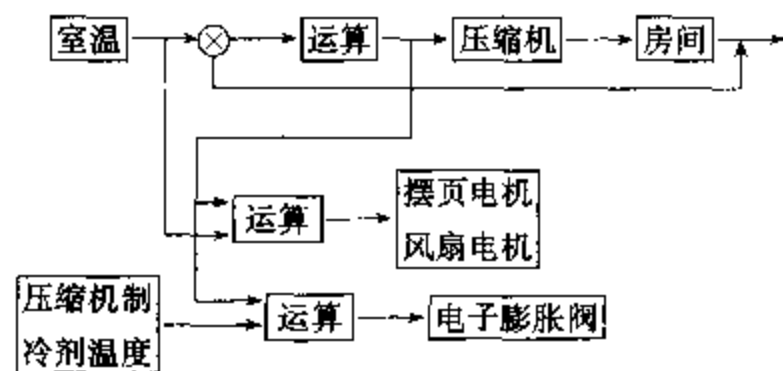 室温
运算
压缩机
房间
运算
摆页电机
风扇电机
压缩机制
冷剂温度
运算
电子膨胀阀